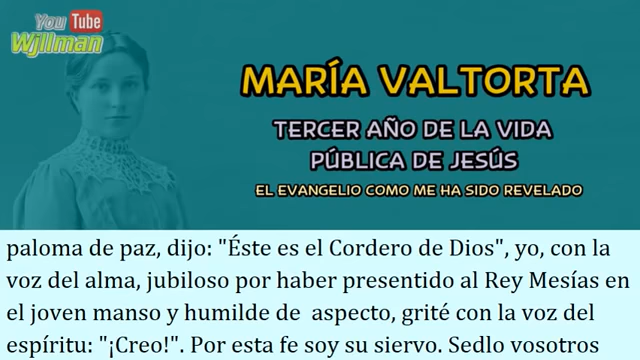 You Tube
Wjllman
MARÍA VALTORTA
TERCER AÑO DE LA VIDA
PÚBLICA DE JESÚS
EL EVANGELIO COMO ME HA SIDO REVELADO
paloma de paz, dijo: "Éste es el Cordero de Dios", yo, con la
voz del alma, jubiloso por haber presentido al Rey Mesías en
el joven manso y humilde de  aspecto, grité con la voz del
espíritu: "¡Creo!". Por esta fe soy su siervo. Sedlo vosotros